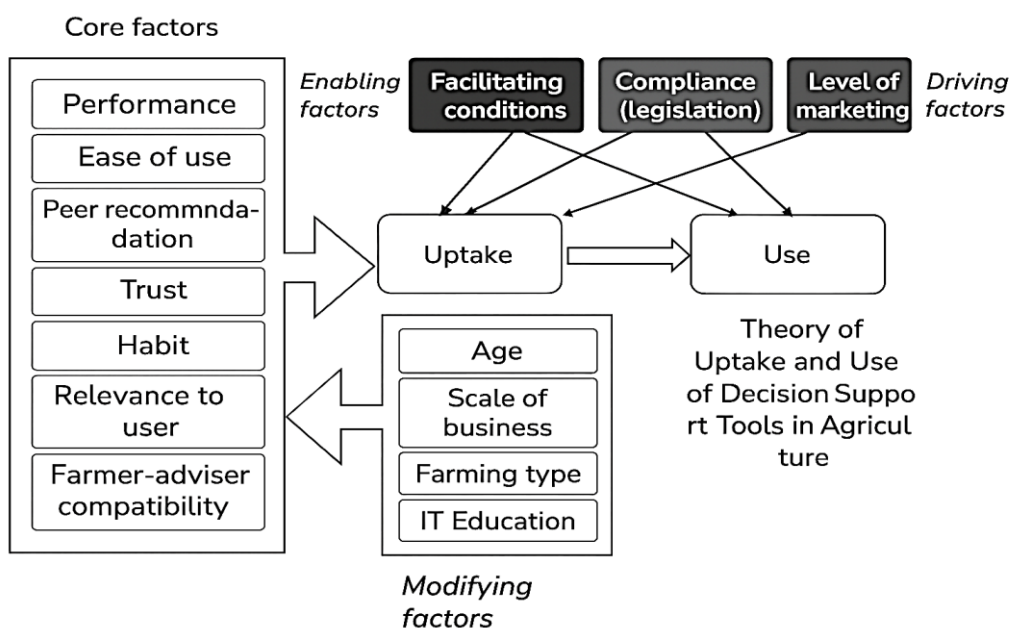 Core factors
Performance
Ease of use
Peer recommnda-
dation
Trust
Habit
Relevance to
user
Farmer-adviser
compatibility
Enabling
factors
Facilitating
conditions
Compliance
(legislation)
Level of
marketing
Driving
factors
Uptake
Use
Age
Scale of
business
Farming type
IT Education
Modifying
factors
Theory of
Uptake and Use
of Decision Suppo
rt Tools in Agricul
ture